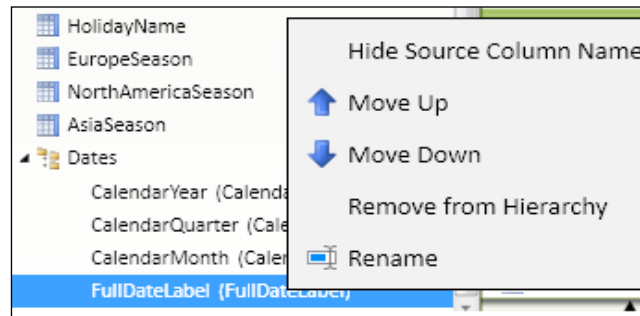 HolidayName
EuropeSeason
NorthAmericaSeason
AsiaSeason
Dates
CalendarYear (Calenda
CalendarQuarter (Cale
CalendarMonth (Caler
FullDateLabel (FullDateLabel)
Hide Source Column Name
Move Up
Move Down
Remove from Hierarchy
Rename